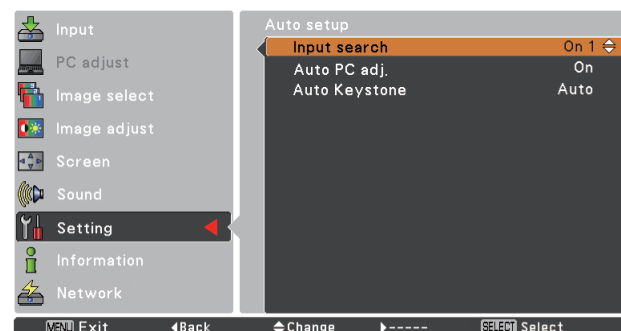 Input
PC adjust
Image select
Image adjust
Screen
Sound
Setting
Information
Network
Auto setup
Input search On 1
Auto PC adj. On
Auto Keystone Auto
MENU Exit Back Change ----- SELECT Select